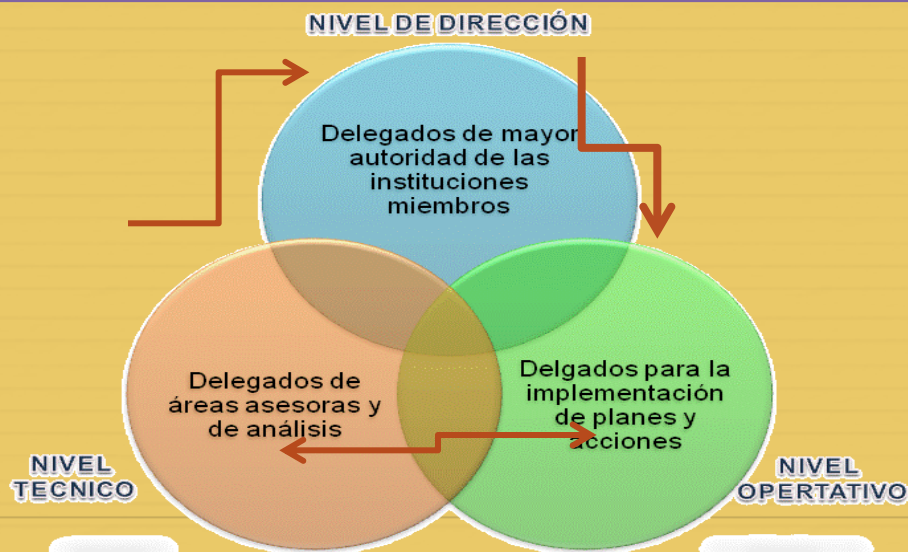 NIVEL DE DIRECCIÓN
Delegados de mayor
autoridad de las
instituciones
miembros
Delegados de
áreas asesoras y
de análisis
Delgados para la
implementación
de planes y
acciones
NIVEL
TECNICO
NIVEL
OPERTATIVO